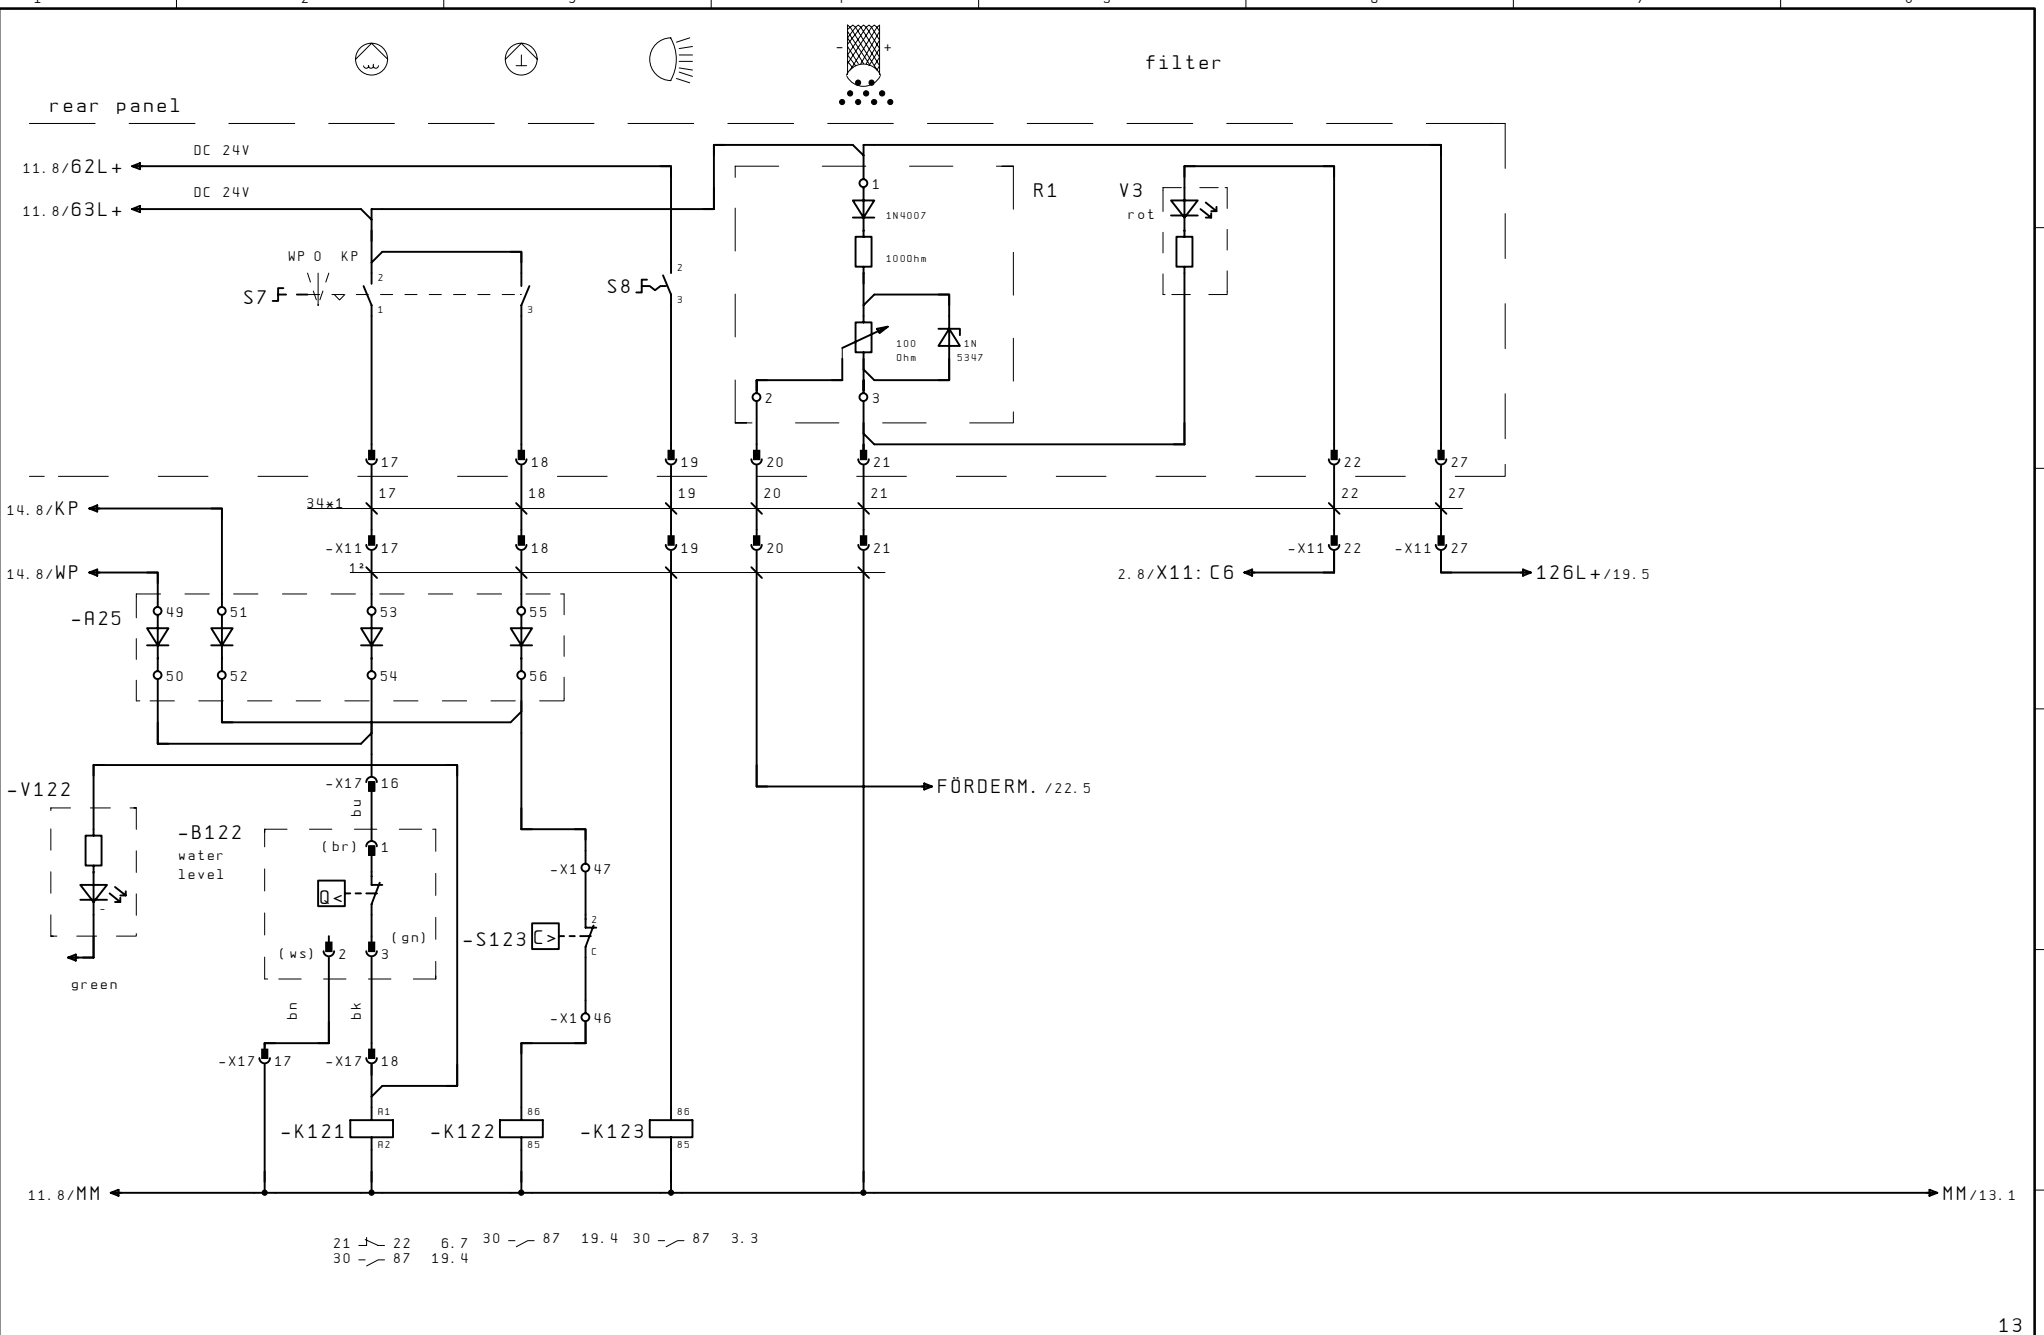 filter
- +
rear panel
DC 24V
11.8/62L+
DC 24V
11.8/63L+
1
R1
V3
rot
1N4007
WP 0 KP
1000hm
2
2
S7
S8
1
3
3
100
Ohm
1N
5347
2
3
17
18
19
20
21
22
27
17
18
19
20
21
22
27
34*1
14.8/KP
-X11 17
18
19
20
21
-X11 22
-X11 27
14.8/WP
1²
2.8/X11:C6
126L+/19.5
-A25
49
51
53
55
50
52
54
56
-X17 16
-V122
FÖRDERM. /22.5
bu
-B122
water
level
(br) 1
-X1 47
Q<
2
-S123
C>
C
(ws) 2
3 (gn)
-
green
bn
bk
-X1 46
-X17 17
-X17 18
A1
86
86
-K121
-K122
-K123
A2
85
85
11.8/MM
MM/13.1
21 22 6.7
30 87 19.4
30 87 19.4
30 87 3.3
13